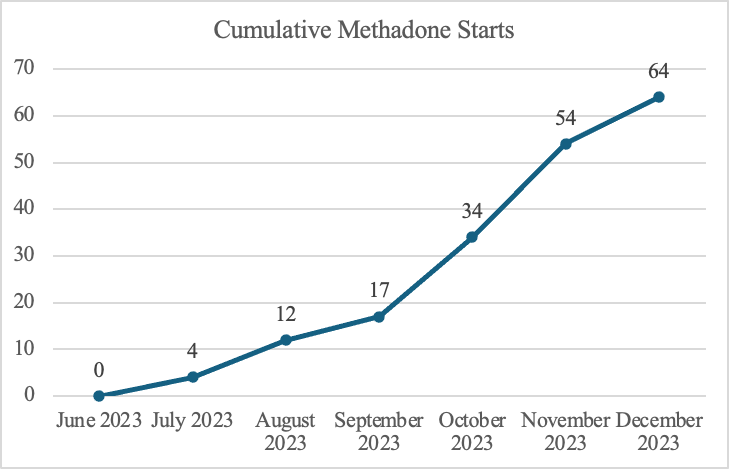 Cumulative Methadone Starts
70
60
50
40
30
20
10
0
0
4
12
17
34
54
64
June 2023
July 2023
August
2023
September
2023
October
2023
November
2023
December
2023